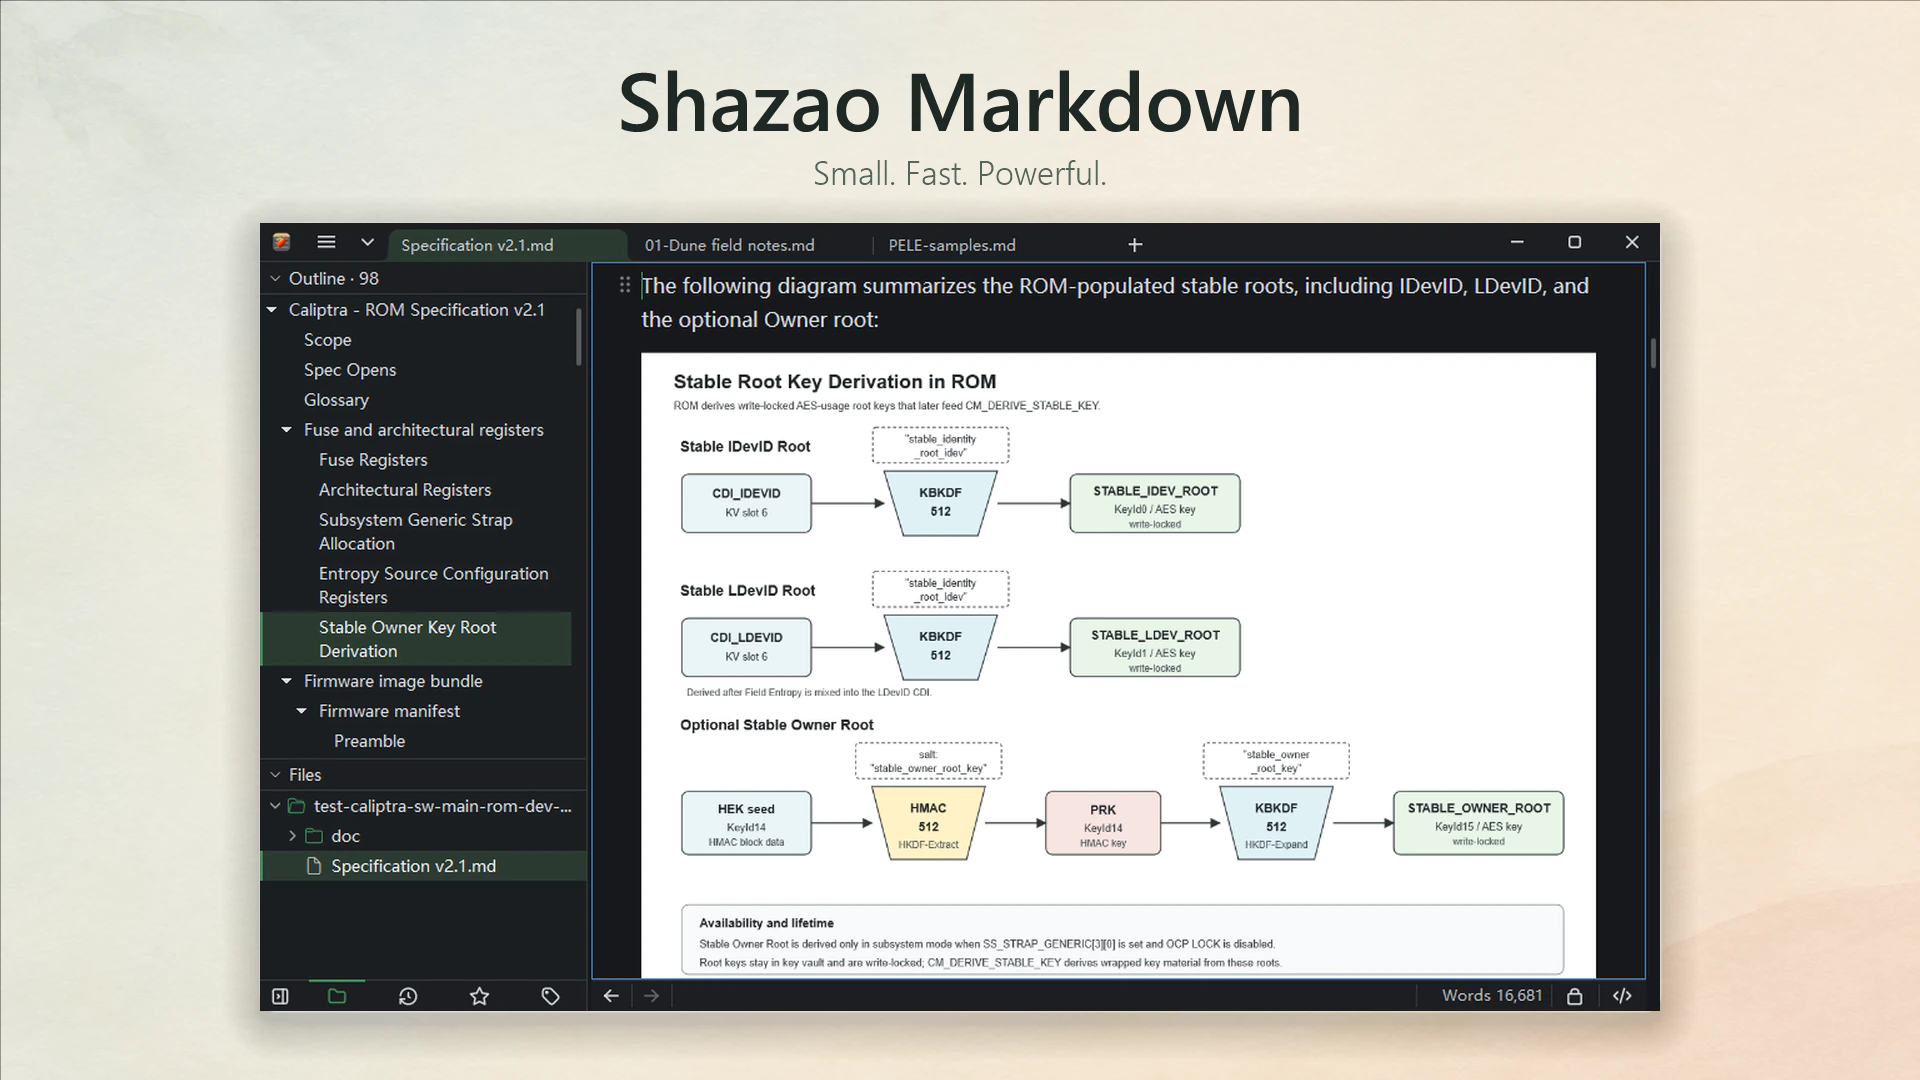 Shazao Markdown
Small. Fast. Powerful.
Specification v2.1.md
01-Dune field notes.md
PELE-samples.md
Outline · 98
Caliptra - ROM Specification v2.1
Scope
Spec Opens
Glossary
Fuse and architectural registers
Fuse Registers
Architectural Registers
Subsystem Generic Strap
Allocation
Entropy Source Configuration
Registers
Stable Owner Key Root
Derivation
Firmware image bundle
Firmware manifest
Preamble
Files
test-caliptra-sw-main-rom-dev-...
doc
Specification v2.1.md
The following diagram summarizes the ROM-populated stable roots, including IDevID, LDevID, and
the optional Owner root:
Stable Root Key Derivation in ROM
ROM derives write-locked AES-usage root keys that later feed CM_DERIVE_STABLE_KEY.
Stable IDevID Root
"stable_identity
_root_idev"
CDI_IDEVID
KV slot 6
KBKDF
512
STABLE_IDEV_ROOT
KeyId0 / AES key
write-locked
Stable LDevID Root
"stable_identity
_root_ldev"
CDI_LDEVID
KV slot 6
KBKDF
512
STABLE_LDEV_ROOT
KeyId1 / AES key
write-locked
Derived after Field Entropy is mixed into the LDevID CDI.
Optional Stable Owner Root
salt:
"stable_owner_root_key"
"stable_owner
_root_key"
HEK seed
KeyId14
HMAC block data
HMAC
512
HKDF-Extract
PRK
KeyId14
HMAC key
KBKDF
512
HKDF-Expand
STABLE_OWNER_ROOT
KeyId15 / AES key
write-locked
Availability and lifetime
Stable Owner Root is derived only in subsystem mode when SS_STRAP_GENERIC[3][0] is set and OCP LOCK is disabled.
Root keys stay in key vault and are write-locked; CM_DERIVE_STABLE_KEY derives wrapped key material from these roots.
Words 16,681